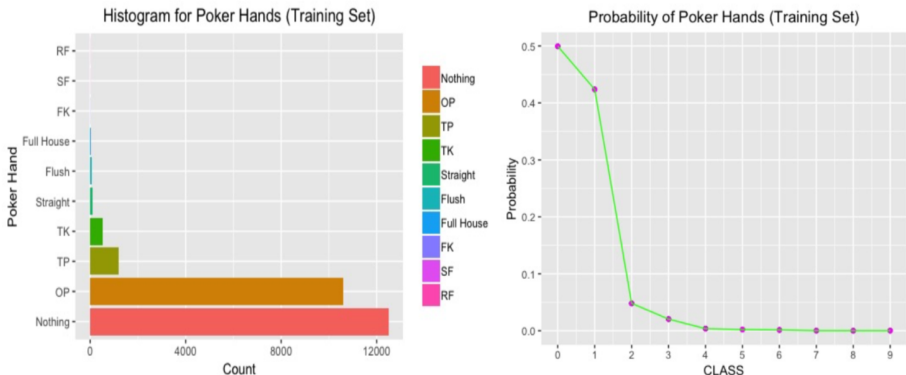 Histogram for Poker Hands (Training Set)
Poker Hand
RF
SF
FK
Full House
Flush
Straight
TK
TP
OP
Nothing
0 4000 8000 12000
Count
Nothing
OP
TP
TK
Straight
Flush
Full House
FK
SF
RF
Probability of Poker Hands (Training Set)
Probability
0.5
0.4
0.3
0.2
0.1
0.0
0 1 2 3 4 5 6 7 8 9
CLASS